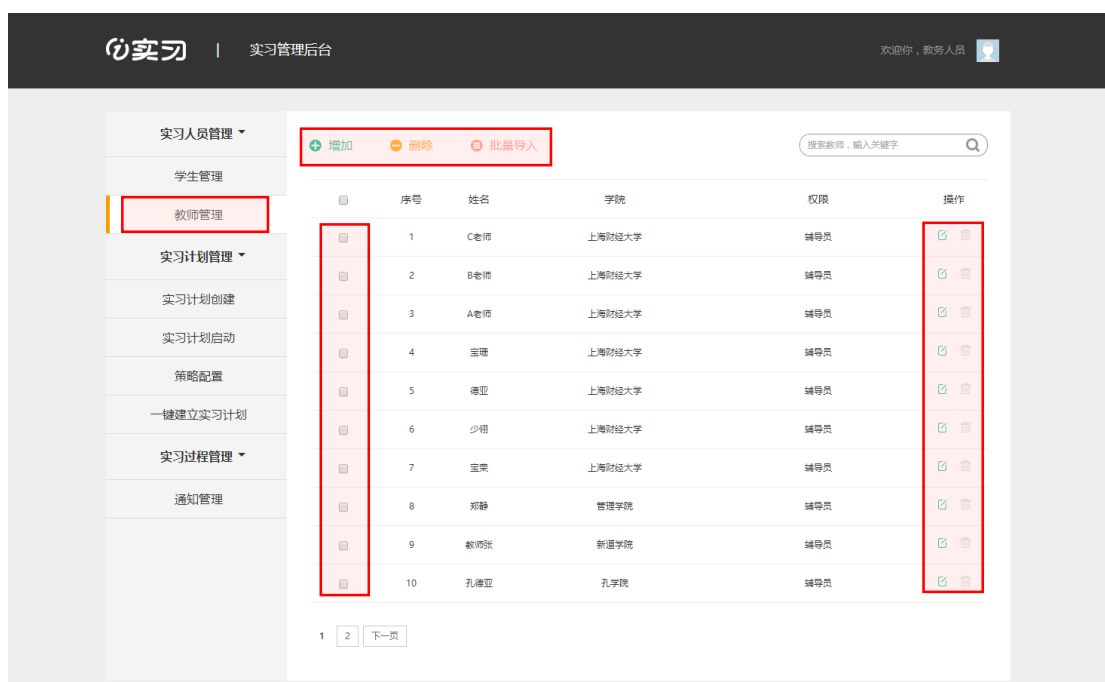 i实习 | 实习管理后台 欢迎你，教务人员
实习人员管理
学生管理
教师管理
实习计划管理
实习计划创建
实习计划启动
策略配置
一键建立实习计划
实习过程管理
通知管理
增加 删除 批量导入 搜索教师，输入关键字
序号 姓名 学院 权限 操作
1 C老师 上海财经大学 辅导员
2 B老师 上海财经大学 辅导员
3 A老师 上海财经大学 辅导员
4 宝珊 上海财经大学 辅导员
5 德亚 上海财经大学 辅导员
6 少翎 上海财经大学 辅导员
7 宝荣 上海财经大学 辅导员
8 郑静 管理学院 辅导员
9 教师张 新道学院 辅导员
10 孔德亚 孔学院 辅导员
1 2 下一页